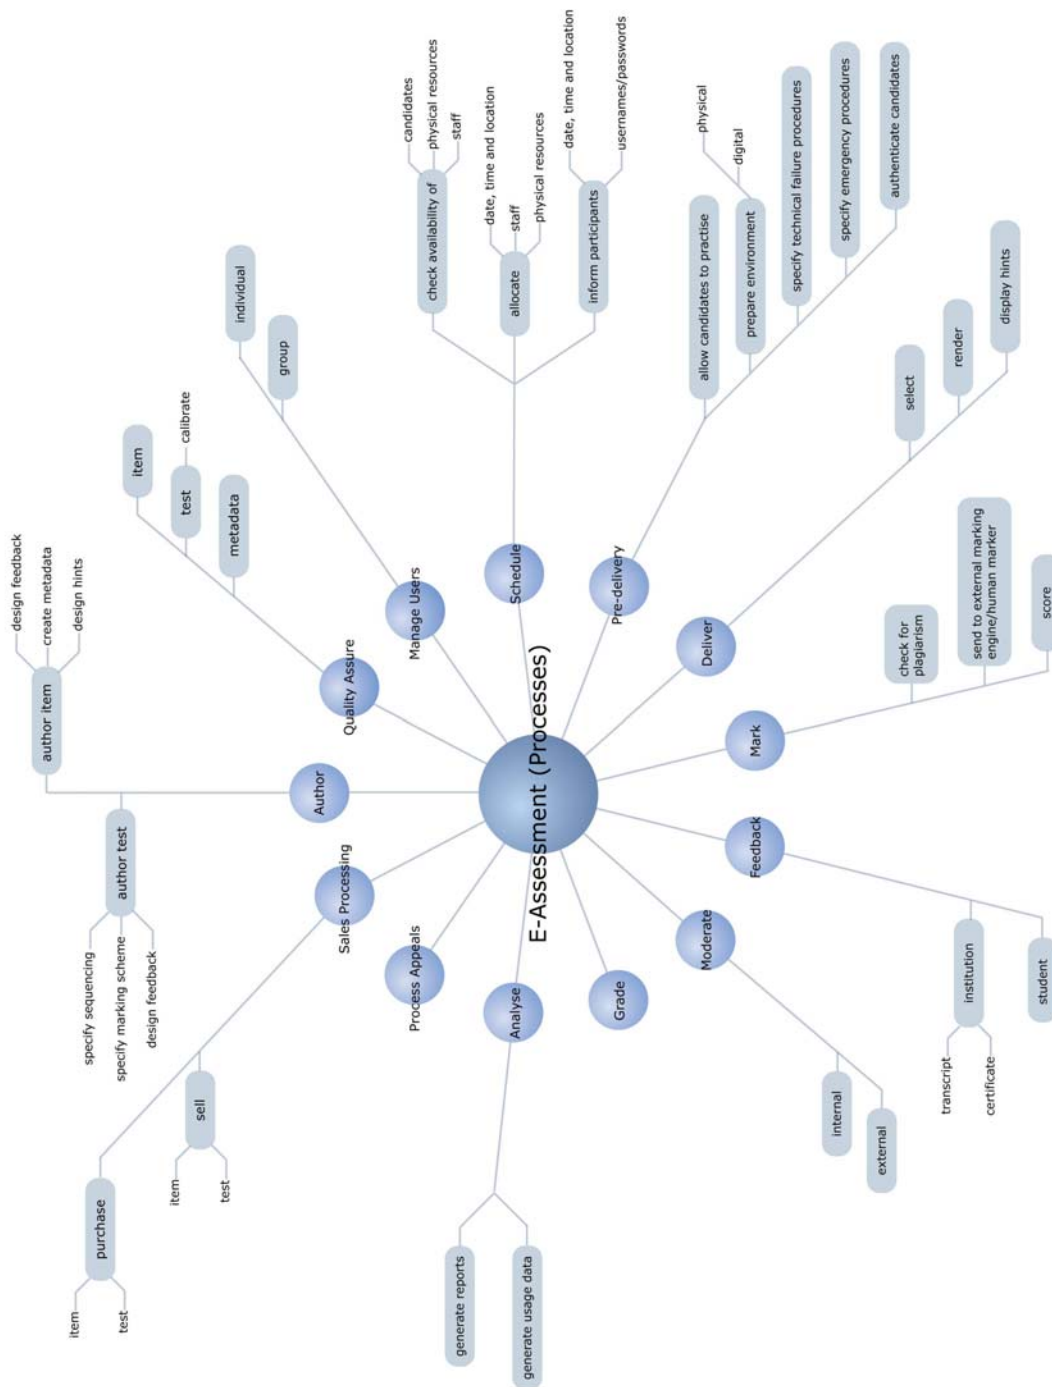 E-Assessment (Processes)
Author
author item
design feedback
create metadata
design hints
author test
specify sequencing
specify marking scheme
design feedback
Quality Assure
item
test
calibrate
metadata
Manage Users
individual
group
Schedule
check availability of
candidates
physical resources
staff
allocate
date, time and location
staff
physical resources
inform participants
date, time and location
usernames/passwords
Pre-delivery
allow candidates to practise
prepare environment
physical
digital
specify technical failure procedures
specify emergency procedures
authenticate candidates
Deliver
select
render
display hints
Mark
check for
plagiarism
send to external marking
engine/human marker
score
Feedback
institution
transcript
certificate
student
Moderate
internal
external
Grade
Analyse
generate reports
generate usage data
Process Appeals
Sales Processing
purchase
item
test
sell
item
test